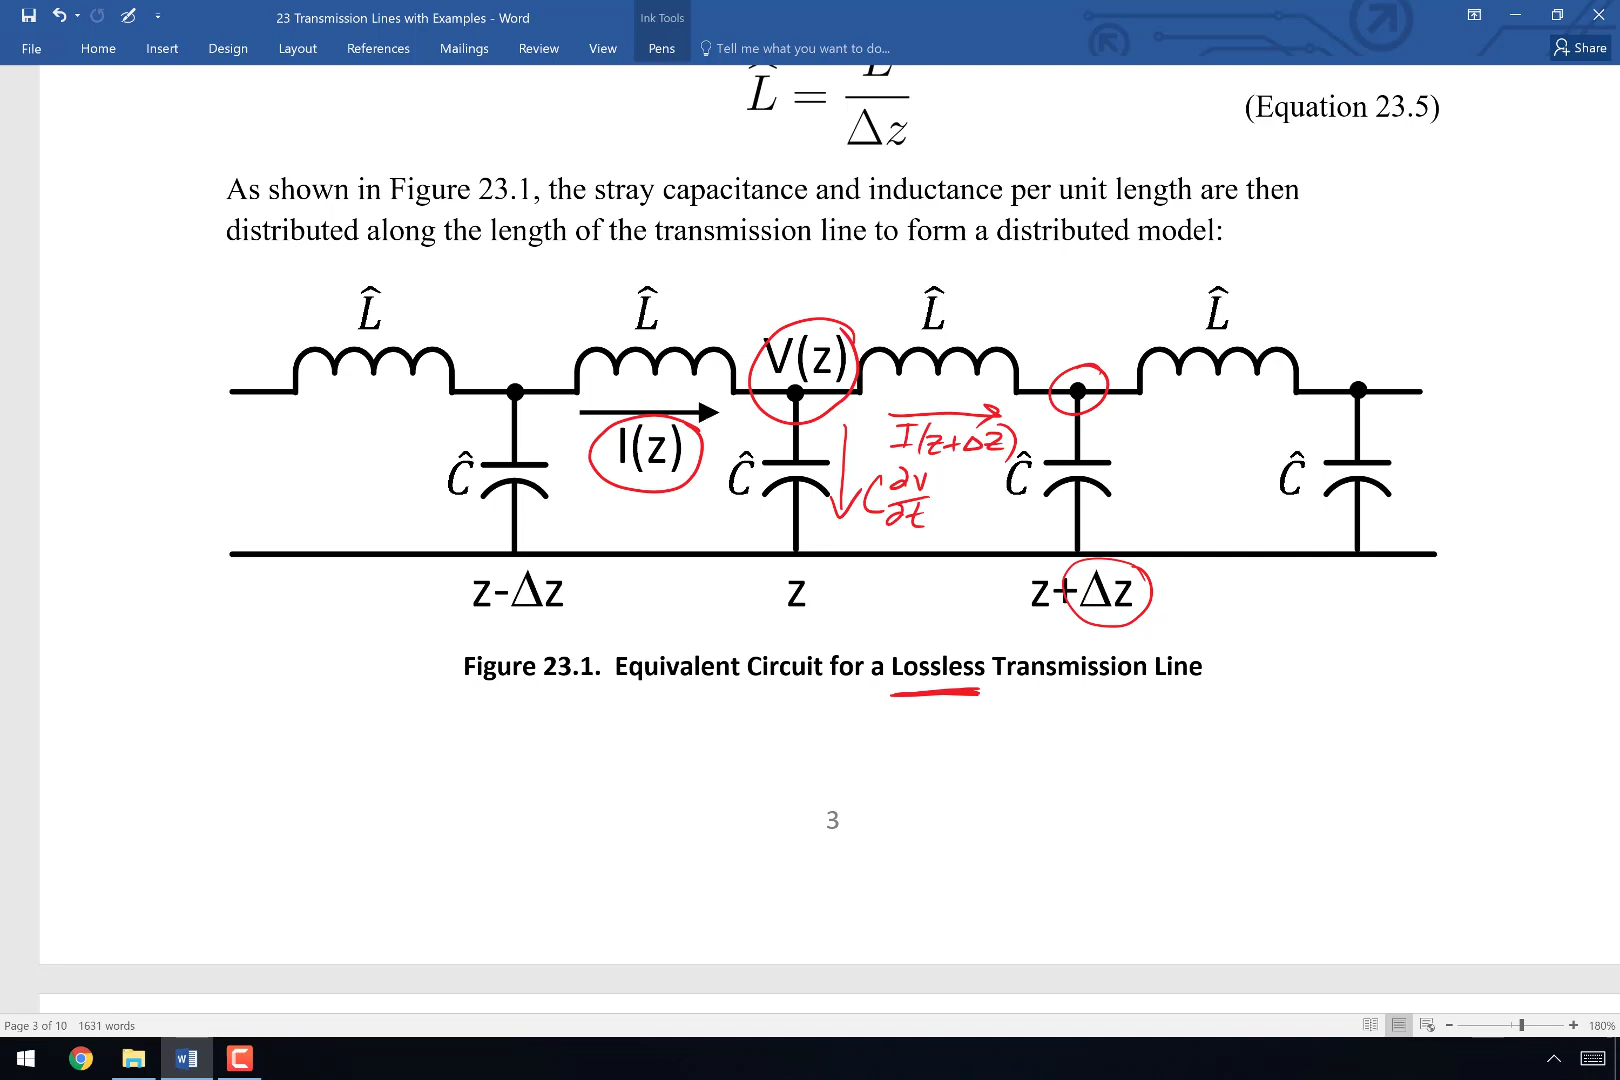 23 Transmission Lines with Examples - Word
Ink Tools
File Home Insert Design Layout References Mailings Review View Pens Tell me what you want to do... Share
L̂ = L / Δz
(Equation 23.5)
As shown in Figure 23.1, the stray capacitance and inductance per unit length are then
distributed along the length of the transmission line to form a distributed model:
L̂ L̂ L̂ L̂
V(z)
I(z) I(z+Δz)
Ĉ Ĉ Ĉ Ĉ
C ∂v/∂t
z-Δz z z+Δz
Figure 23.1. Equivalent Circuit for a Lossless Transmission Line
3
Page 3 of 10 1631 words
180%